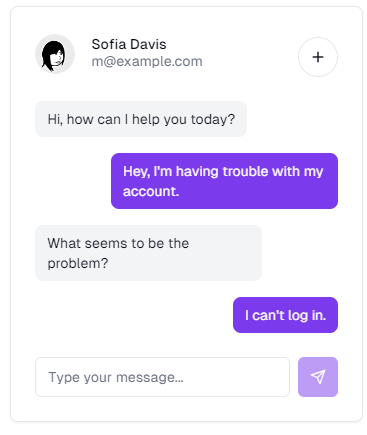 Sofia Davis
m@example.com
Hi, how can I help you today?
Hey, I'm having trouble with my
account.
What seems to be the
problem?
I can't log in.
Type your message...